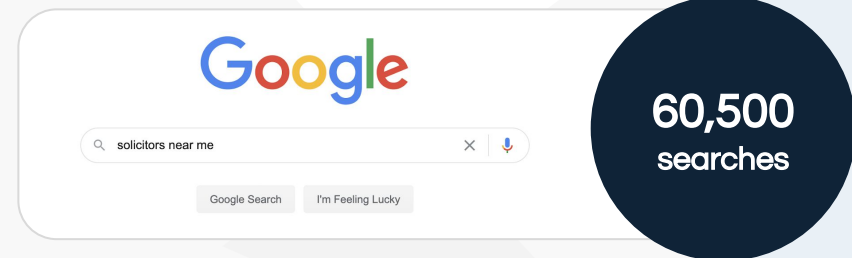 Google
solicitors near me
Google Search
I'm Feeling Lucky
60,500
searches